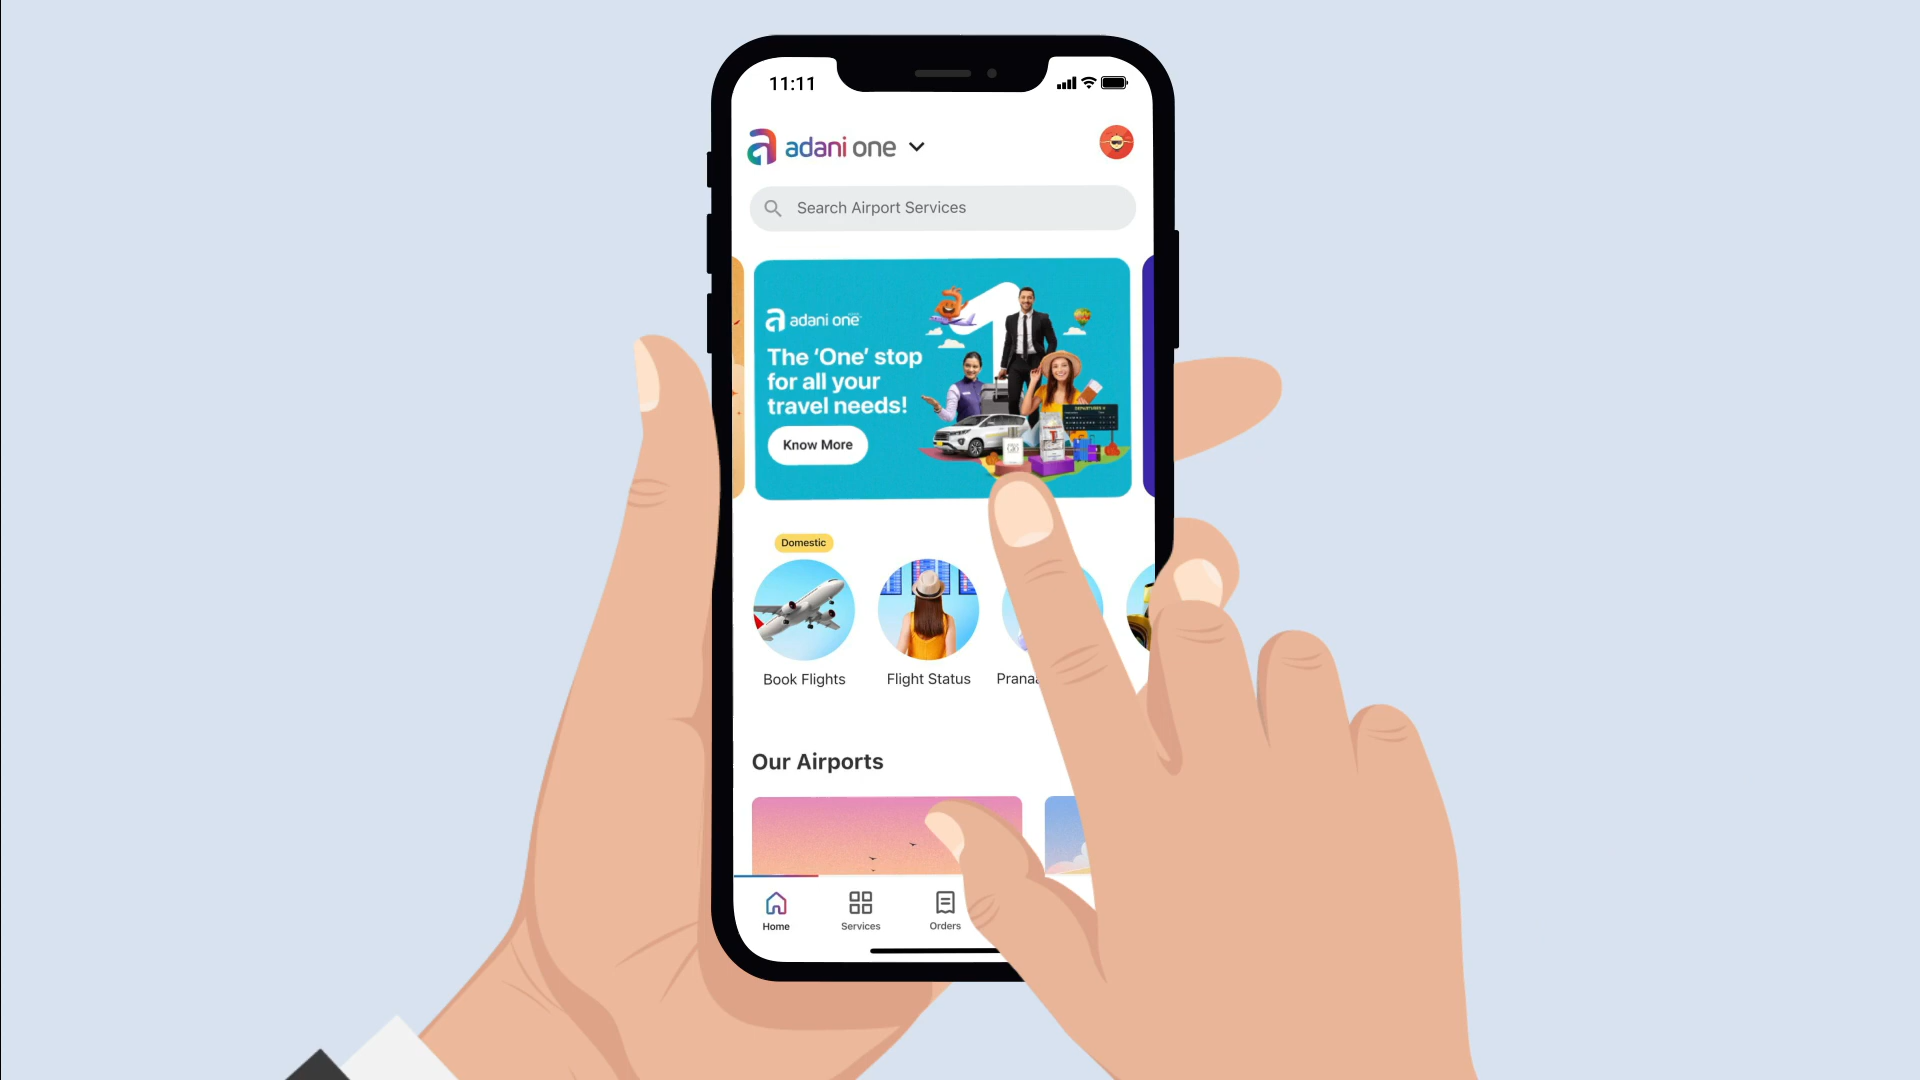 11:11
adani one
Search Airport Services
adani one
The ‘One’ stop
for all your
travel needs!
Know More
DEPARTURES
Domestic
Book Flights
Flight Status
Our Airports
Home
Services
Orders